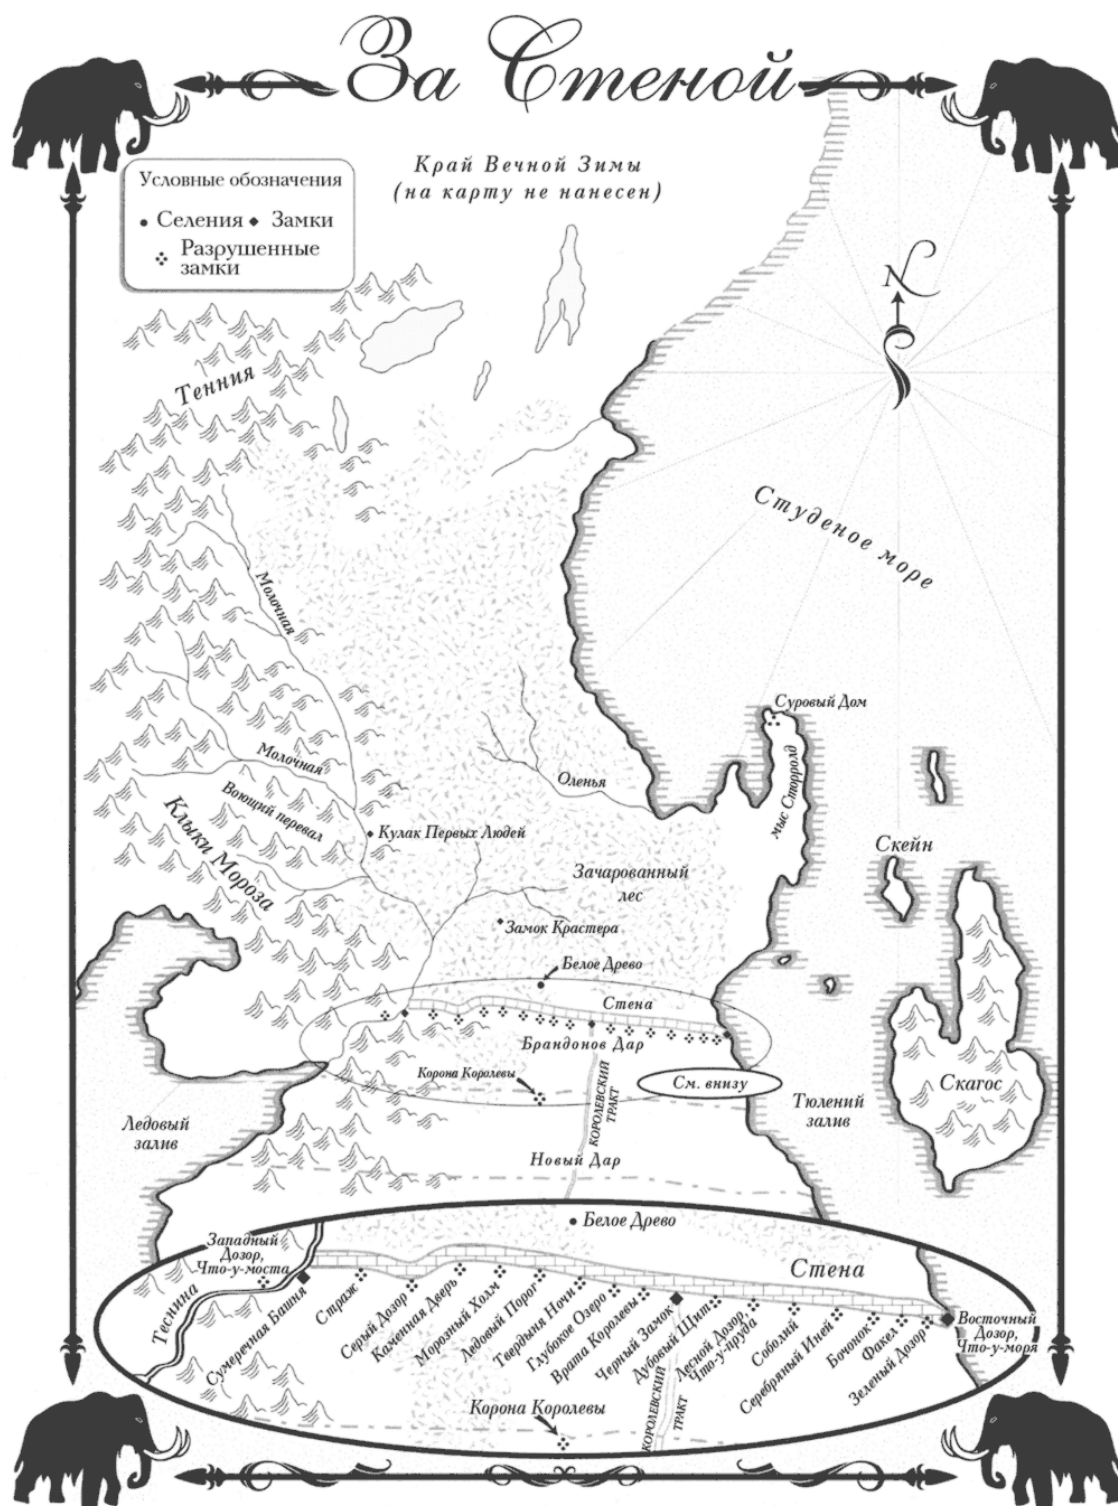 За Стеной
Край Вечной Зимы
(на карту не нанесен)
Условные обозначения
Селения Замки
Разрушенные
замки
N
Тенния
Студеное море
Молочная
Суровый Дом
мыс Сторролд
Молочная
Оленья
Воющий перевал
Клыки Мороза
Кулак Первых Людей
Скейн
Зачарованный
лес
Замок Крастера
Белое Древо
Стена
Брандонов Дар
Корона Королевы
См. внизу
КОРОЛЕВСКИЙ
ТРАКТ
Скагос
Тюлений
залив
Ледовый
залив
Новый Дар
Белое Древо
Западный
Дозор,
Что-у-моста
Стена
Теснина
Сумеречная Башня
Страж
Серый Дозор
Каменная Дверь
Морозный Холм
Ледовый Порог
Твердыня Ночи
Глубокое Озеро
Врата Королевы
Черный Замок
Дубовый Щит
Лесной Дозор,
Что-у-пруда
Соболий
Серебряный Иней
Бочонок
Факел
Зеленый Дозор
Восточный
Дозор,
Что-у-моря
Корона Королевы
КОРОЛЕВСКИЙ
ТРАКТ